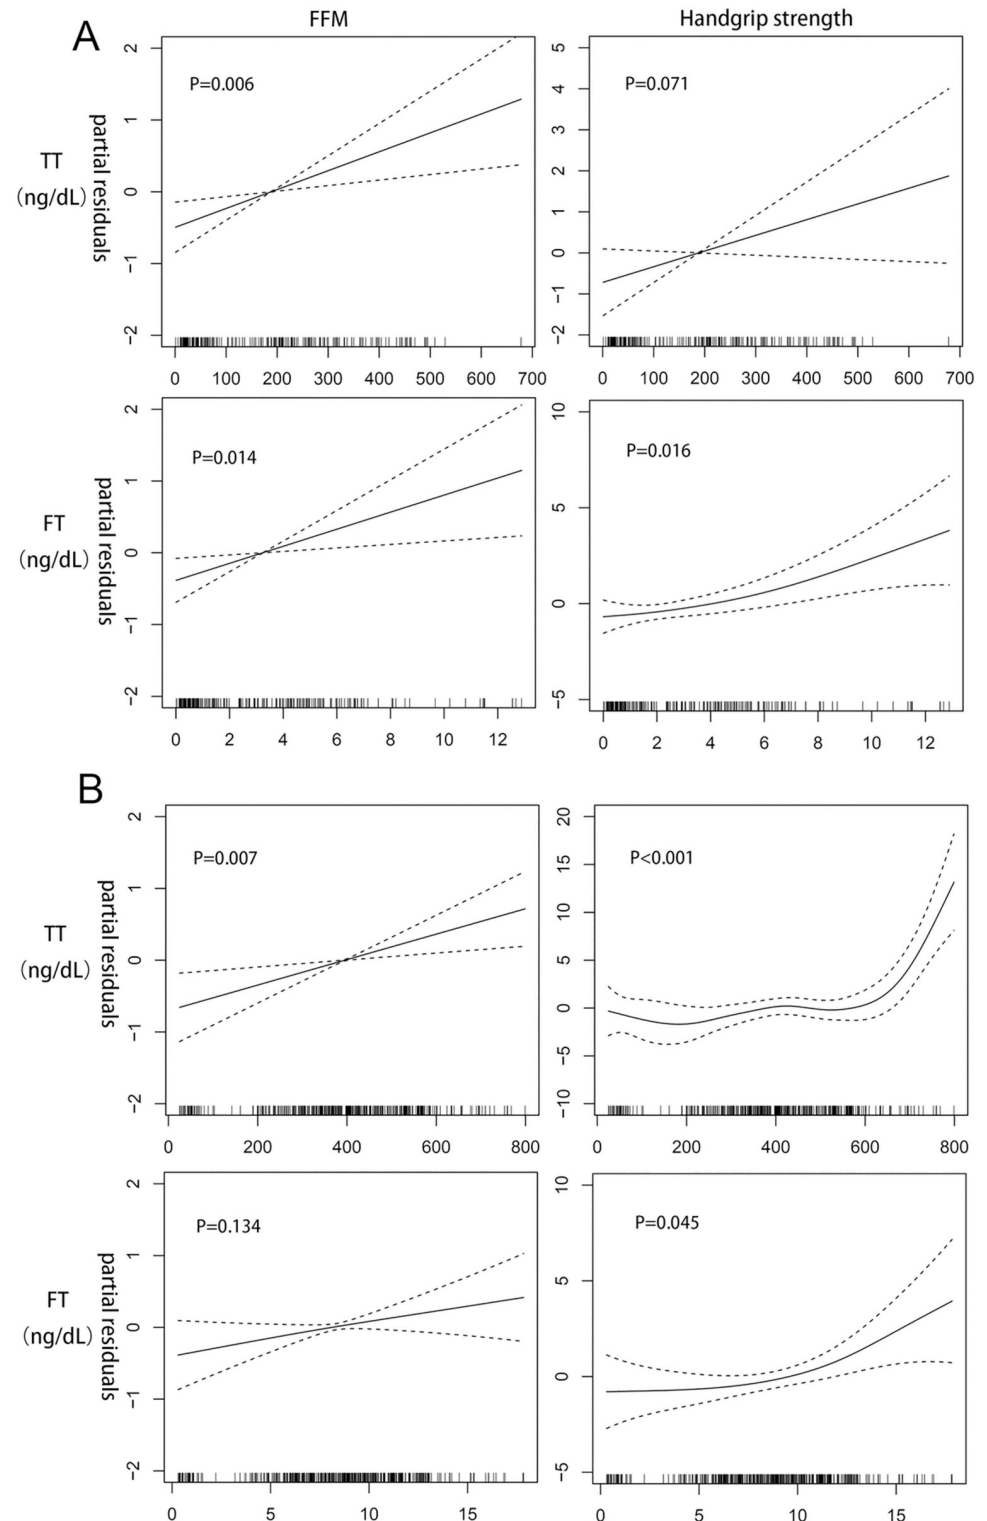 A
FFM
Handgrip strength
TT
(ng/dL)
partial residuals
P=0.006
2
1
0
−1
−2
0 100 200 300 400 500 600 700
P=0.071
5
4
3
2
1
0
−1
−2
0 100 200 300 400 500 600 700
FT
(ng/dL)
partial residuals
P=0.014
2
1
0
−1
−2
0 2 4 6 8 10 12
P=0.016
10
5
0
−5
0 2 4 6 8 10 12
B
TT
(ng/dL)
partial residuals
P=0.007
2
1
0
−1
−2
0 200 400 600 800
P<0.001
20
15
10
5
0
−5
−10
0 200 400 600 800
FT
(ng/dL)
partial residuals
P=0.134
2
1
0
−1
−2
0 5 10 15
P=0.045
10
5
0
−5
0 5 10 15